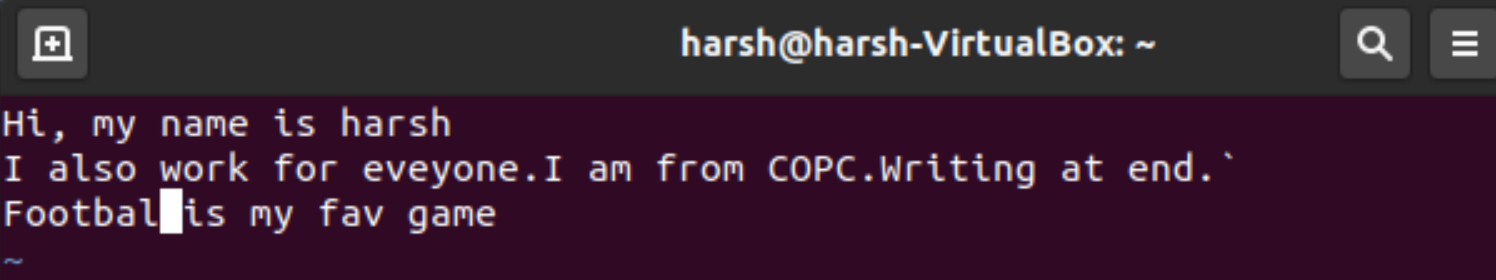 harsh@harsh-VirtualBox: ~
Hi, my name is harsh
I also work for eveyone.I am from COPC.Writing at end.`
Footbal is my fav game
~